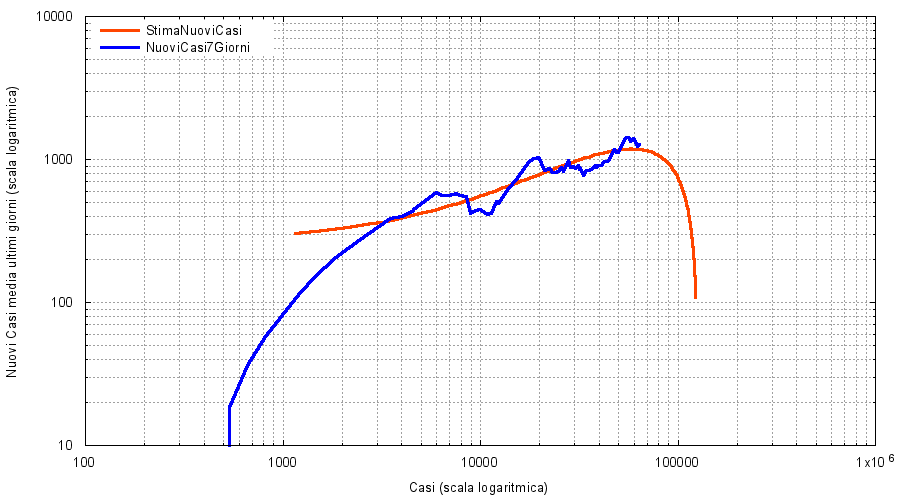 10000
StimaNuoviCasi
NuoviCasi7Giorni
1000
100
10
Nuovi Casi media ultimi giorni (scala logaritmica)
100 1000 10000 100000 1x10 6
Casi (scala logaritmica)